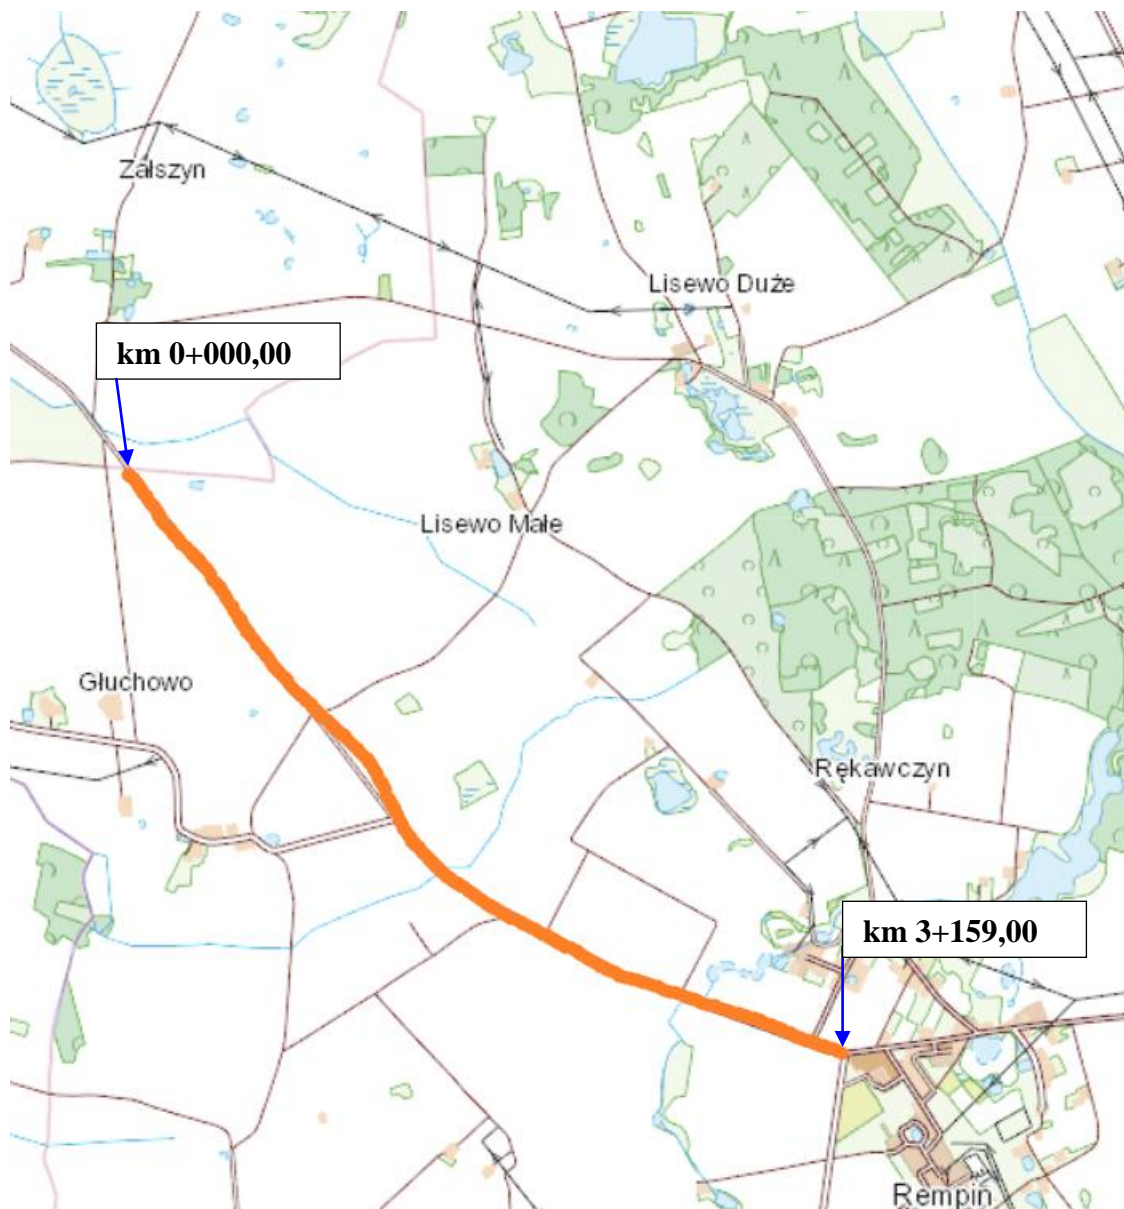 Załszyn
Lisewo Duże
km 0+000,00
Lisewo Małe
Głuchowo
Rękawczyn
km 3+159,00
Rempin